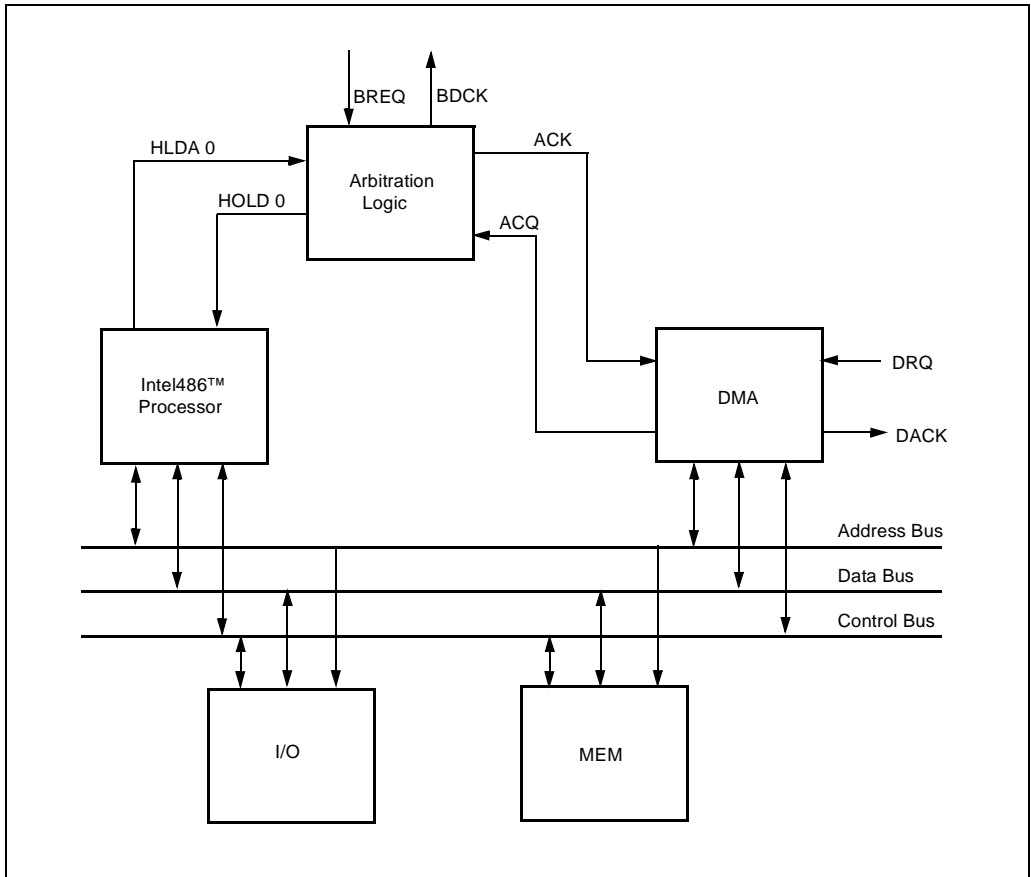 BREQ
BDCK
HLDA 0
ACK
Arbitration
Logic
HOLD 0
ACQ
Intel486™
Processor
DMA
DRQ
DACK
Address Bus
Data Bus
Control Bus
I/O
MEM